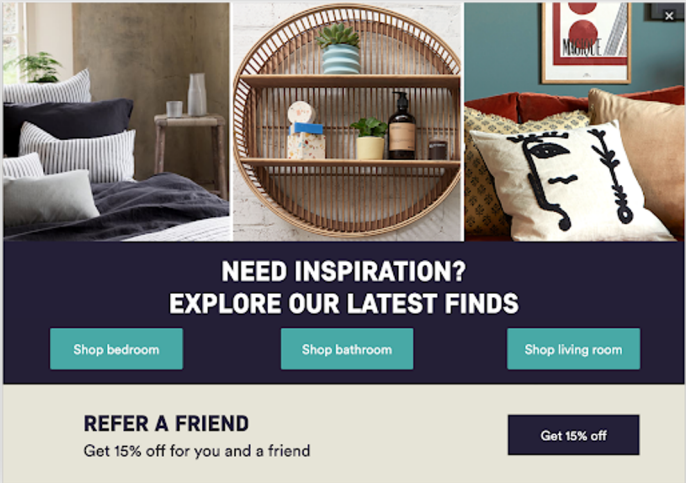 MAGIQUE
NEED INSPIRATION?
EXPLORE OUR LATEST FINDS
Shop bedroom
Shop bathroom
Shop living room
REFER A FRIEND
Get 15% off for you and a friend
Get 15% off